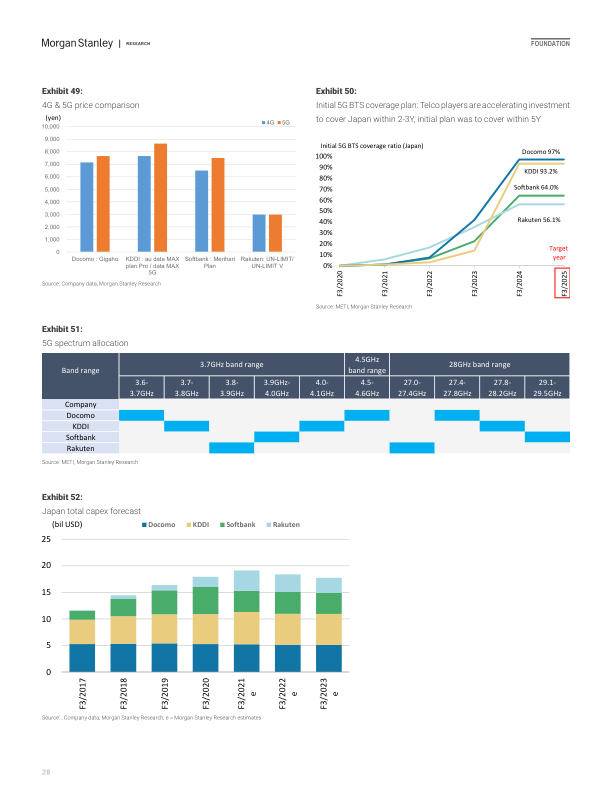 Morgan Stanley | RESEARCH
FOUNDATION
Exhibit 49:
4G & 5G price comparison
(yen)
4G 5G
10,000
9,000
8,000
7,000
6,000
5,000
4,000
3,000
2,000
1,000
0
Docomo : Gigaho
KDDI : au data MAX plan Pro / data MAX 5G
Softbank : Merihari Plan
Rakuten: UN-LIMIT/ UN-LIMIT V
Source: Company data, Morgan Stanley Research
Exhibit 50:
Initial 5G BTS coverage plan: Telco players are accelerating investment
to cover Japan within 2-3Y, initial plan was to cover within 5Y
Initial 5G BTS coverage ratio (Japan)
100%
90%
80%
70%
60%
50%
40%
30%
20%
10%
0%
Docomo 97%
KDDI 93.2%
Softbank 64.0%
Rakuten 56.1%
Target
year
F3/2020
F3/2021
F3/2022
F3/2023
F3/2024
F3/2025
Source: METI, Morgan Stanley Research
Exhibit 51:
5G spectrum allocation
Band range
3.7GHz band range
4.5GHz band range
28GHz band range
3.6-3.7GHz
3.7-3.8GHz
3.8-3.9GHz
3.9GHz-4.0GHz
4.0-4.1GHz
4.5-4.6GHz
27.0-27.4GHz
27.4-27.8GHz
27.8-28.2GHz
29.1-29.5GHz
Company
Docomo
KDDI
Softbank
Rakuten
Source: METI, Morgan Stanley Research
Exhibit 52:
Japan total capex forecast
(bil USD)
Docomo KDDI Softbank Rakuten
25
20
15
10
5
0
F3/2017
F3/2018
F3/2019
F3/2020
F3/2021 e
F3/2022 e
F3/2023 e
Source: , Company data, Morgan Stanley Research, e = Morgan Stanley Research estimates
28